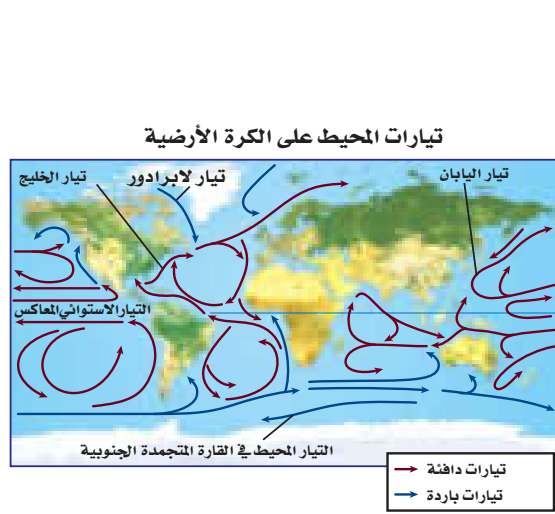 تيارات المحيط على الكرة الأرضية
تيار اليابان
تيار لابرادور
تيار الخليج
التيار الاستوائي المعاكس
التيار المحيط في القارة المتجمدة الجنوبية
تيارات دافئة
تيارات باردة